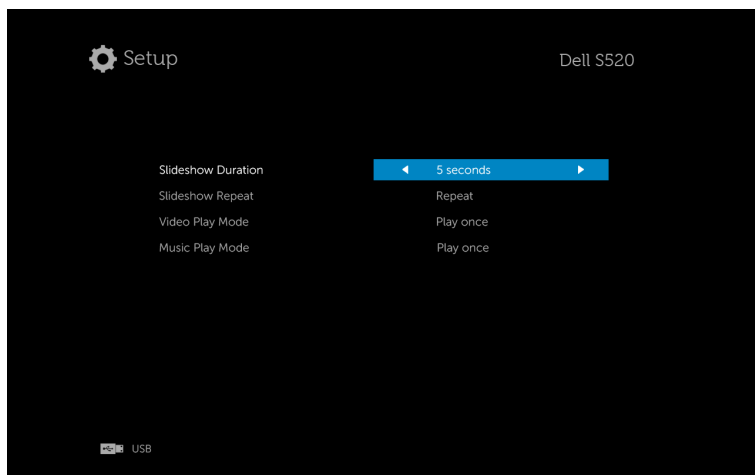 Setup
Dell S520
Slideshow Duration 5 seconds
Slideshow Repeat Repeat
Video Play Mode Play once
Music Play Mode Play once
USB